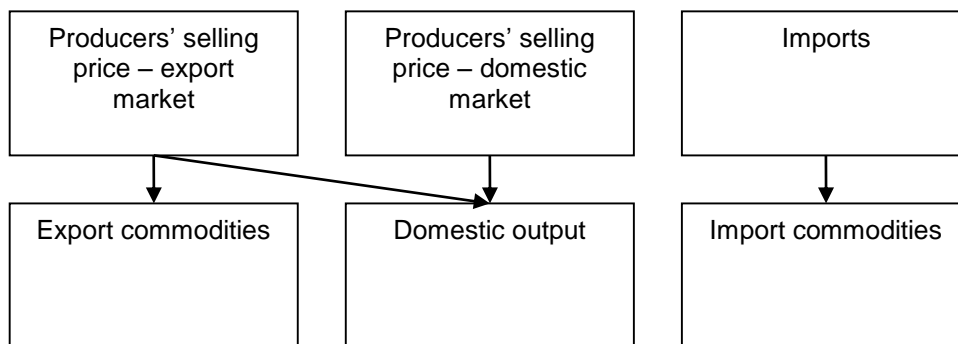 Producers’ selling
price – export
market
Producers’ selling
price – domestic
market
Imports
Export commodities
Domestic output
Import commodities